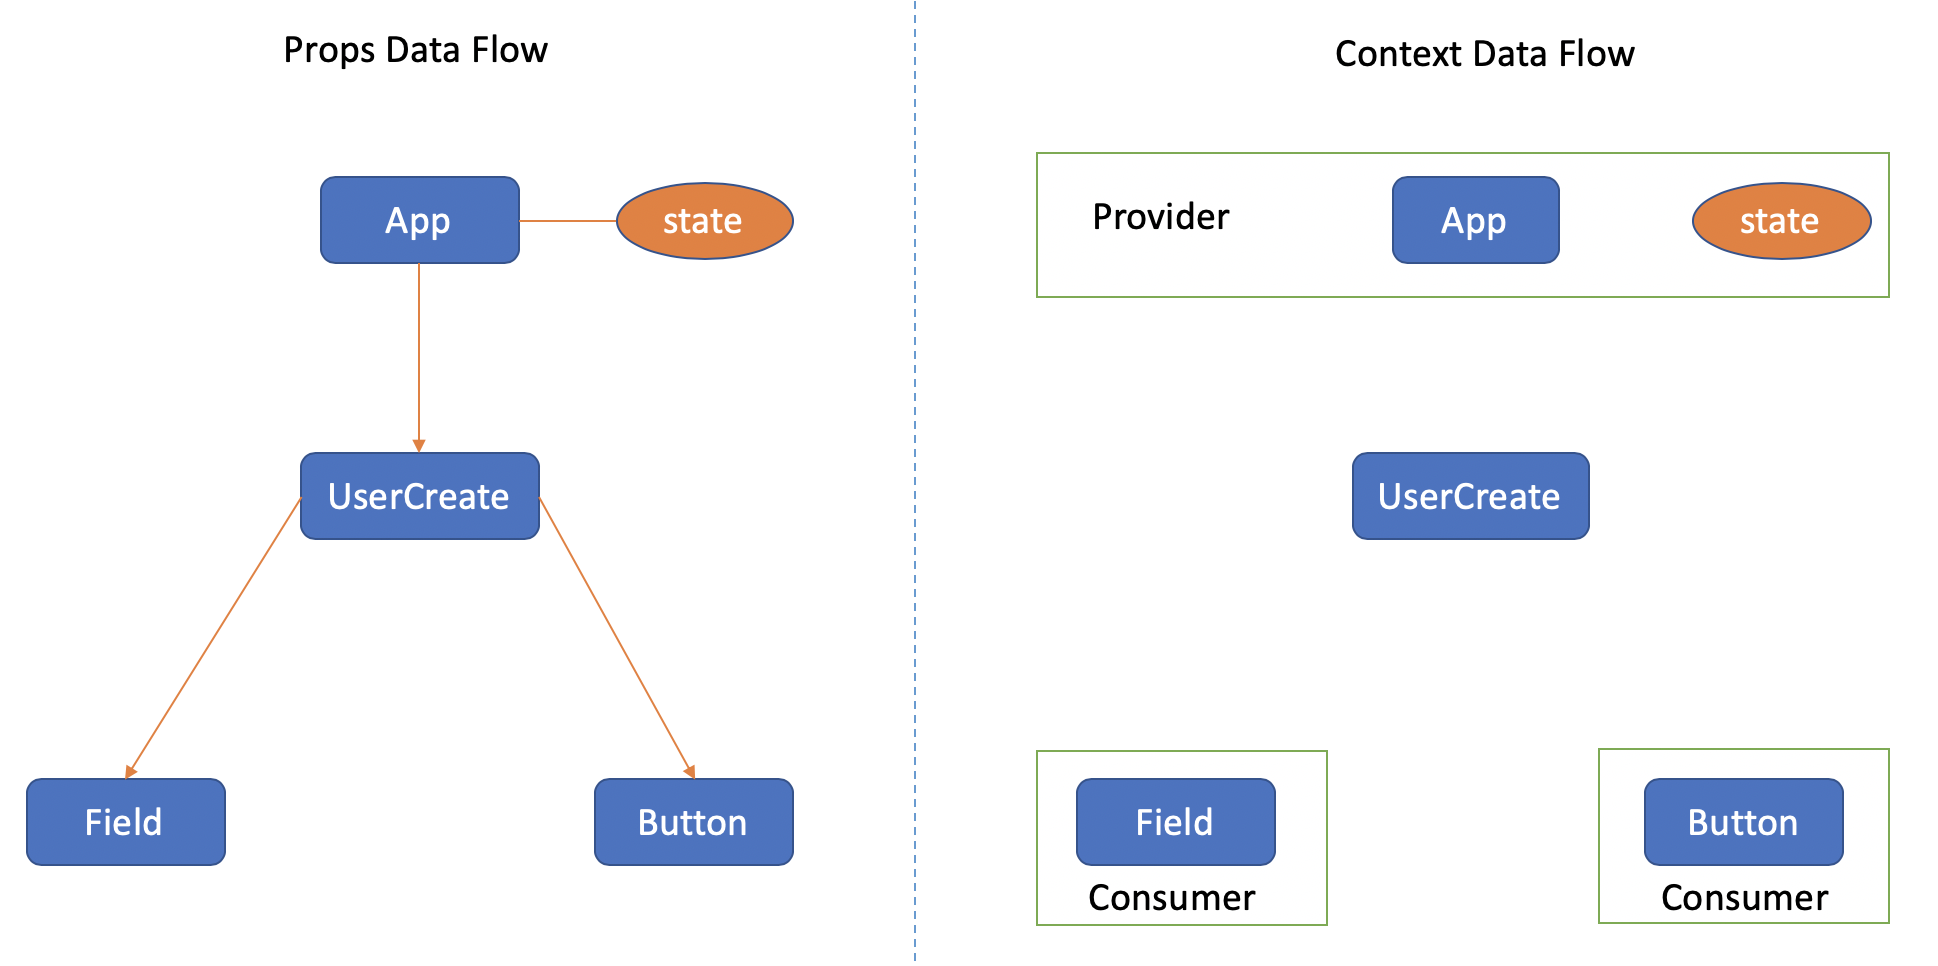 Props Data Flow
App
state
UserCreate
Field
Button
Context Data Flow
Provider
App
state
UserCreate
Field
Consumer
Button
Consumer